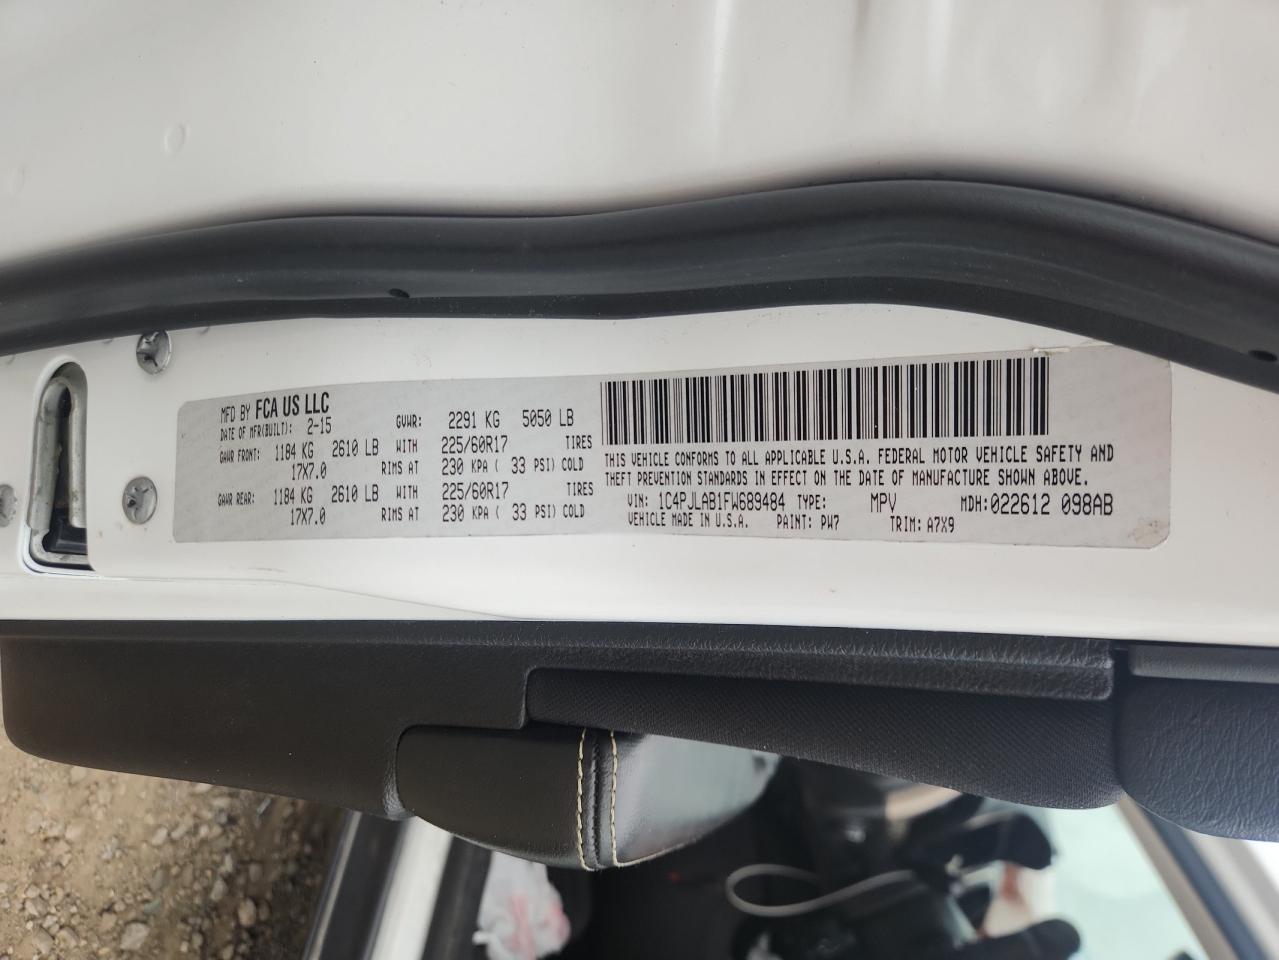 MFD BY FCA US LLC
DATE OF MFR(BUILT): 2-15 GVWR: 2291 KG 5050 LB
GAWR FRONT: 1184 KG 2610 LB WITH 225/60R17 TIRES
17X7.0 RIMS AT 230 KPA ( 33 PSI) COLD
GAWR REAR: 1184 KG 2610 LB WITH 225/60R17 TIRES
17X7.0 RIMS AT 230 KPA ( 33 PSI) COLD
THIS VEHICLE CONFORMS TO ALL APPLICABLE U.S.A. FEDERAL MOTOR VEHICLE SAFETY AND
THEFT PREVENTION STANDARDS IN EFFECT ON THE DATE OF MANUFACTURE SHOWN ABOVE.
VIN: 1C4PJLAB1FW689484 TYPE: MPV MDH:022612 098AB
VEHICLE MADE IN U.S.A. PAINT: PW7 TRIM: A7X9